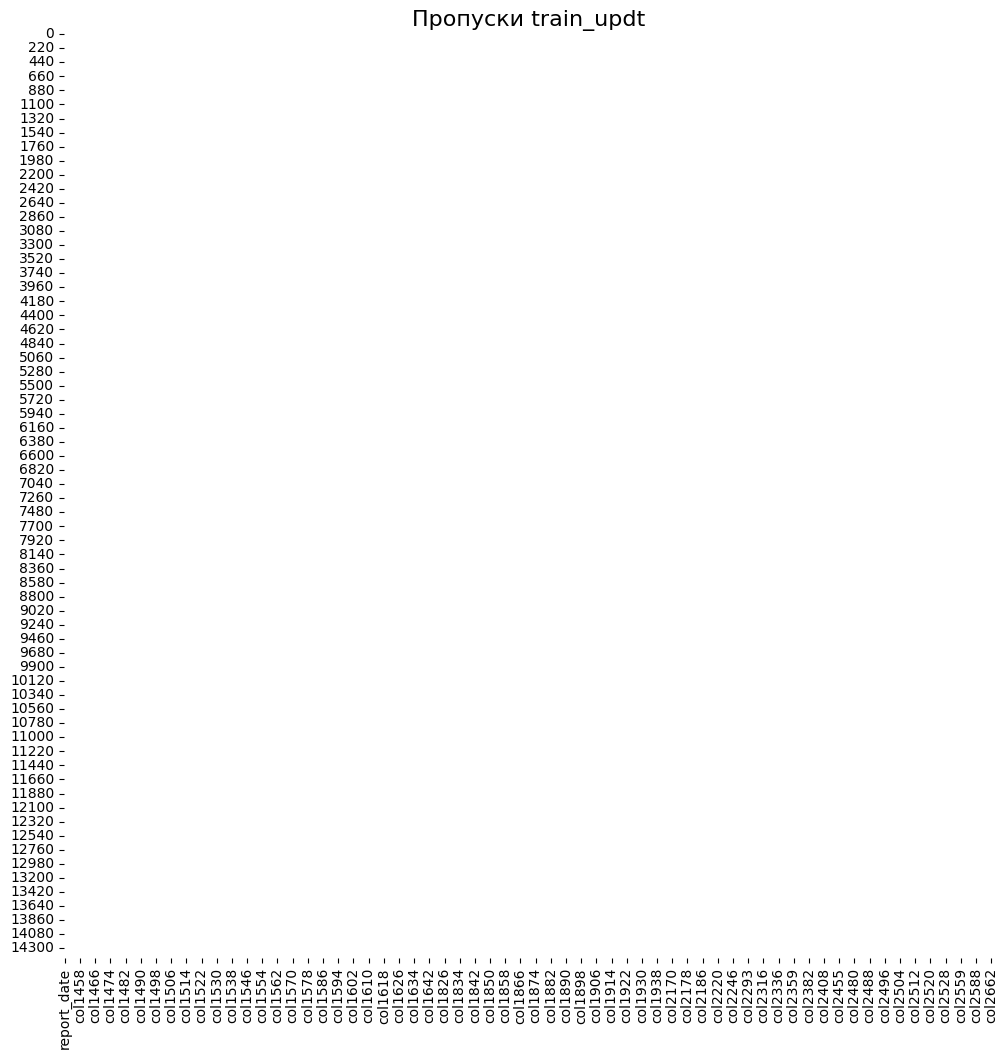 Пропуски train_updt
0
220
440
660
880
1100
1320
1540
1760
1980
2200
2420
2640
2860
3080
3300
3520
3740
3960
4180
4400
4620
4840
5060
5280
5500
5720
5940
6160
6380
6600
6820
7040
7260
7480
7700
7920
8140
8360
8580
8800
9020
9240
9460
9680
9900
10120
10340
10560
10780
11000
11220
11440
11660
11880
12100
12320
12540
12760
12980
13200
13420
13640
13860
14080
14300
report_date
col1458
col1466
col1474
col1482
col1490
col1498
col1506
col1514
col1522
col1530
col1538
col1546
col1554
col1562
col1570
col1578
col1586
col1594
col1602
col1610
col1618
col1626
col1634
col1642
col1826
col1834
col1842
col1850
col1858
col1866
col1874
col1882
col1890
col1898
col1906
col1914
col1922
col1930
col1938
col2170
col2178
col2186
col2220
col2246
col2293
col2316
col2336
col2359
col2382
col2408
col2455
col2480
col2488
col2496
col2504
col2512
col2520
col2528
col2559
col2588
col2662